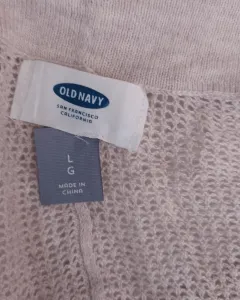 OLD NAVY
SAN FRANCISCO
CALIFORNIA
L
G
MADE IN
CHINA